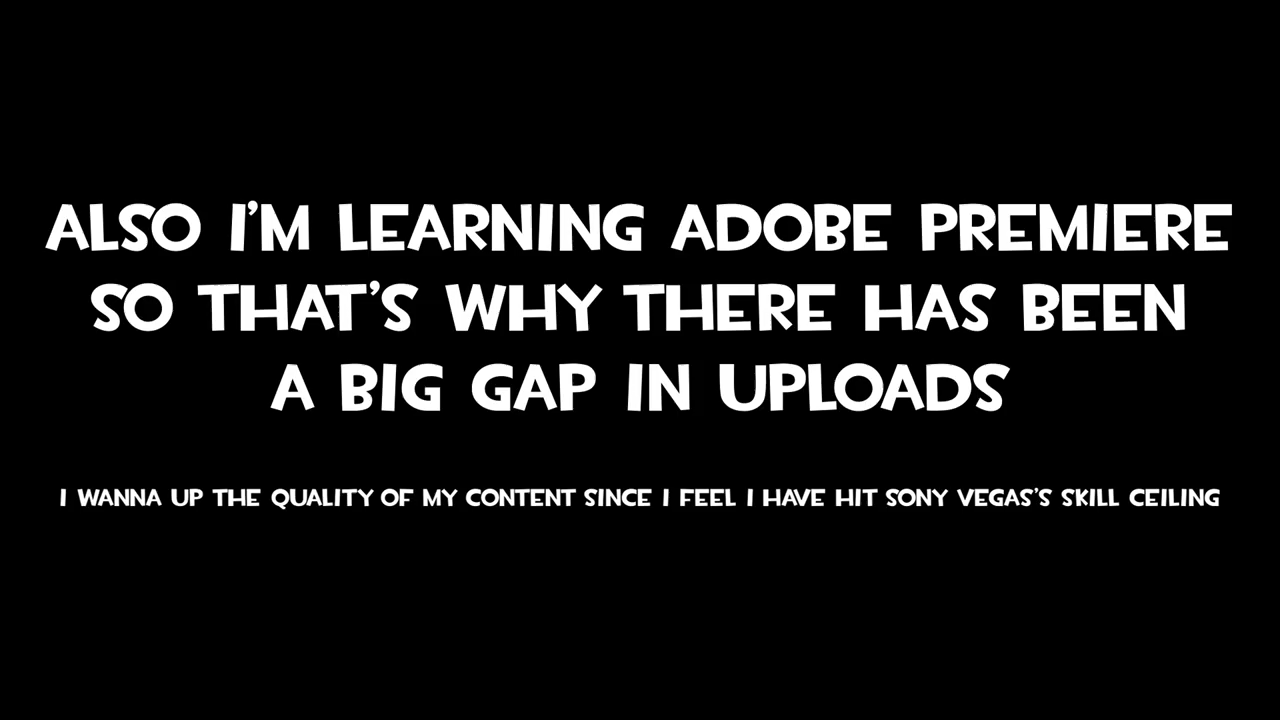 ALSO I'M LEARNING ADOBE PREMIERE
SO THAT'S WHY THERE HAS BEEN
A BIG GAP IN UPLOADS
I WANNA UP THE QUALITY OF MY CONTENT SINCE I FEEL I HAVE HIT SONY VEGAS'S SKILL CEILING